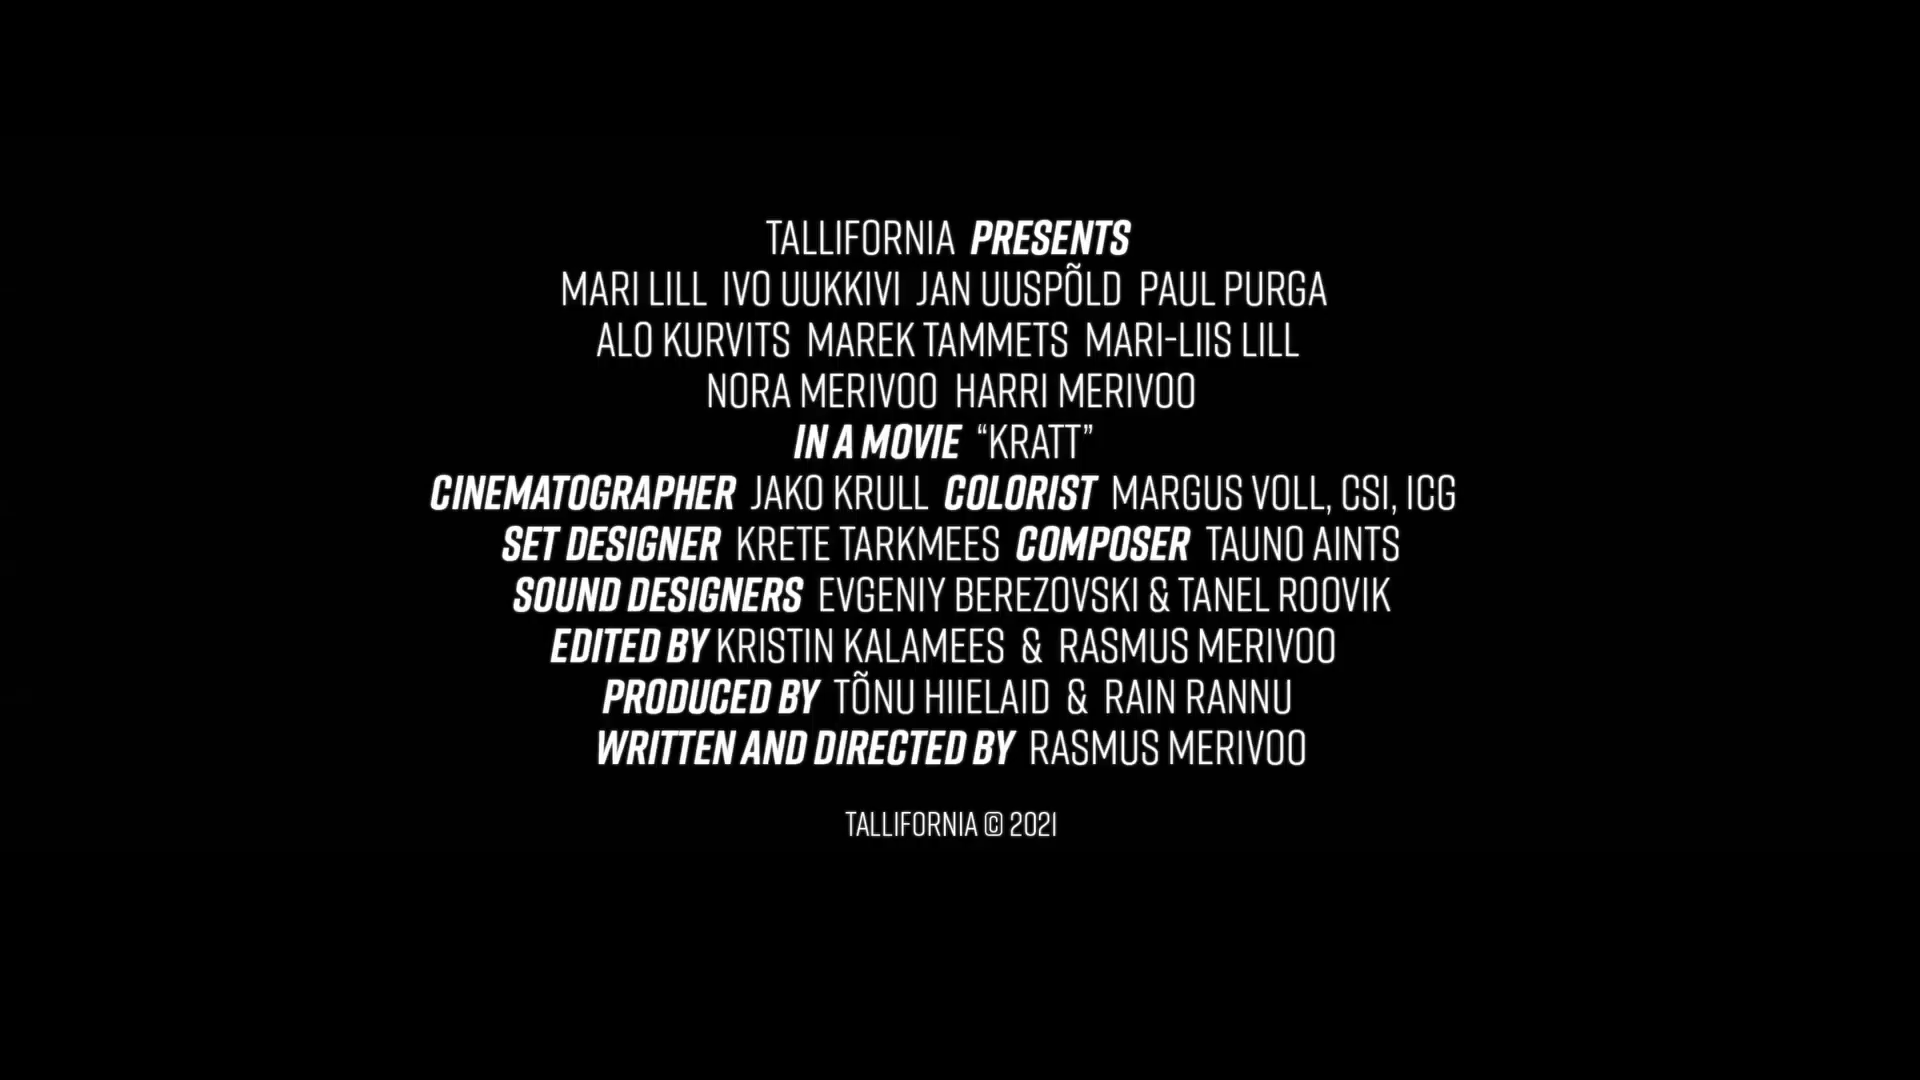 TALLIFORNIA PRESENTS
MARI LILL IVO UUKKIVI JAN UUSPÕLD PAUL PURGA
ALO KURVITS MAREK TAMMETS MARI-LIIS LILL
NORA MERIVOO HARRI MERIVOO
IN A MOVIE “KRATT”
CINEMATOGRAPHER JAKO KRULL COLORIST MARGUS VOLL, CSI, ICG
SET DESIGNER KRETE TARKMEES COMPOSER TAUNO AINTS
SOUND DESIGNERS EVGENIY BEREZOVSKI & TANEL ROOVIK
EDITED BY KRISTIN KALAMEES & RASMUS MERIVOO
PRODUCED BY TÕNU HIIELAID & RAIN RANNU
WRITTEN AND DIRECTED BY RASMUS MERIVOO
TALLIFORNIA © 2021